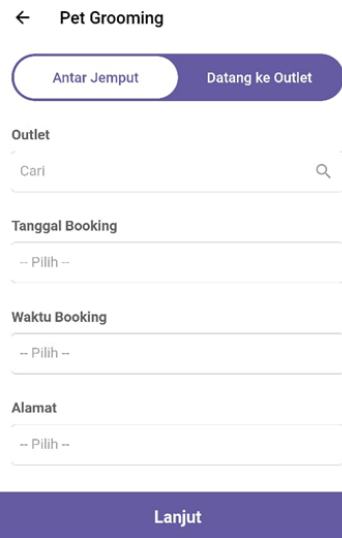 Pet Grooming
Antar Jemput
Datang ke Outlet
Outlet
Cari
Tanggal Booking
-- Pilih --
Waktu Booking
-- Pilih --
Alamat
-- Pilih --
Lanjut